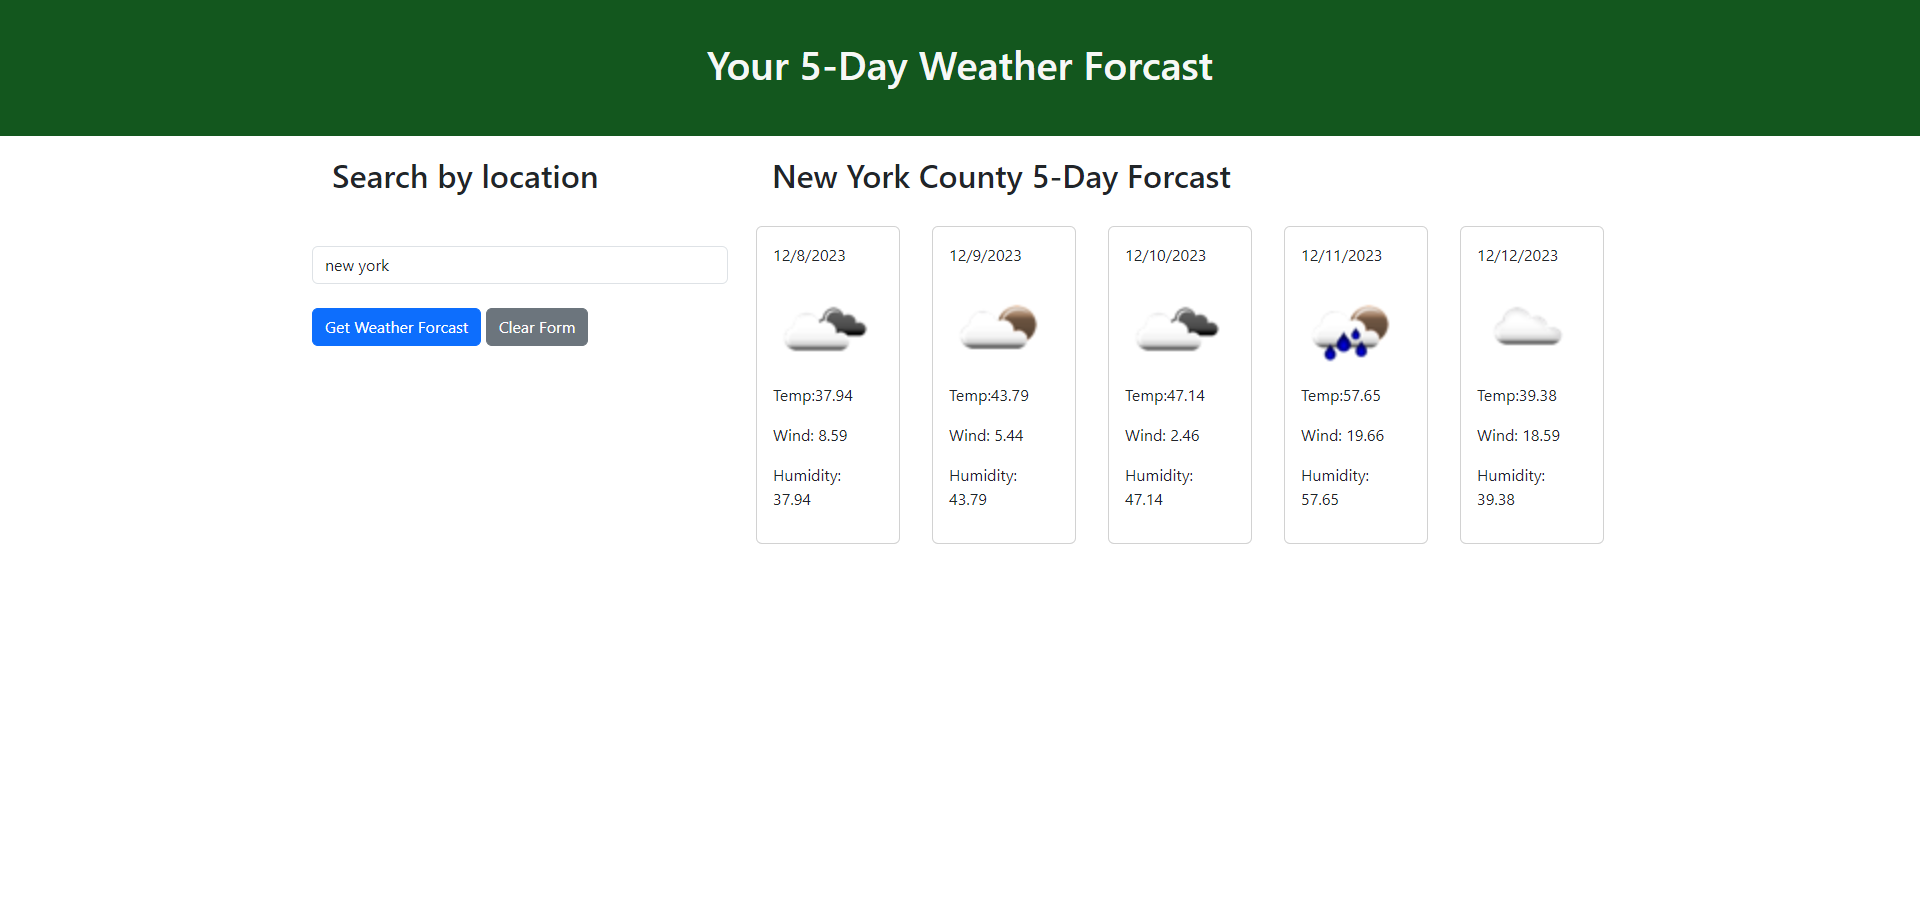 Your 5-Day Weather Forcast
Search by location
new york
Get Weather Forcast
Clear Form
New York County 5-Day Forcast
12/8/2023
Temp:37.94
Wind: 8.59
Humidity:
37.94
12/9/2023
Temp:43.79
Wind: 5.44
Humidity:
43.79
12/10/2023
Temp:47.14
Wind: 2.46
Humidity:
47.14
12/11/2023
Temp:57.65
Wind: 19.66
Humidity:
57.65
12/12/2023
Temp:39.38
Wind: 18.59
Humidity:
39.38